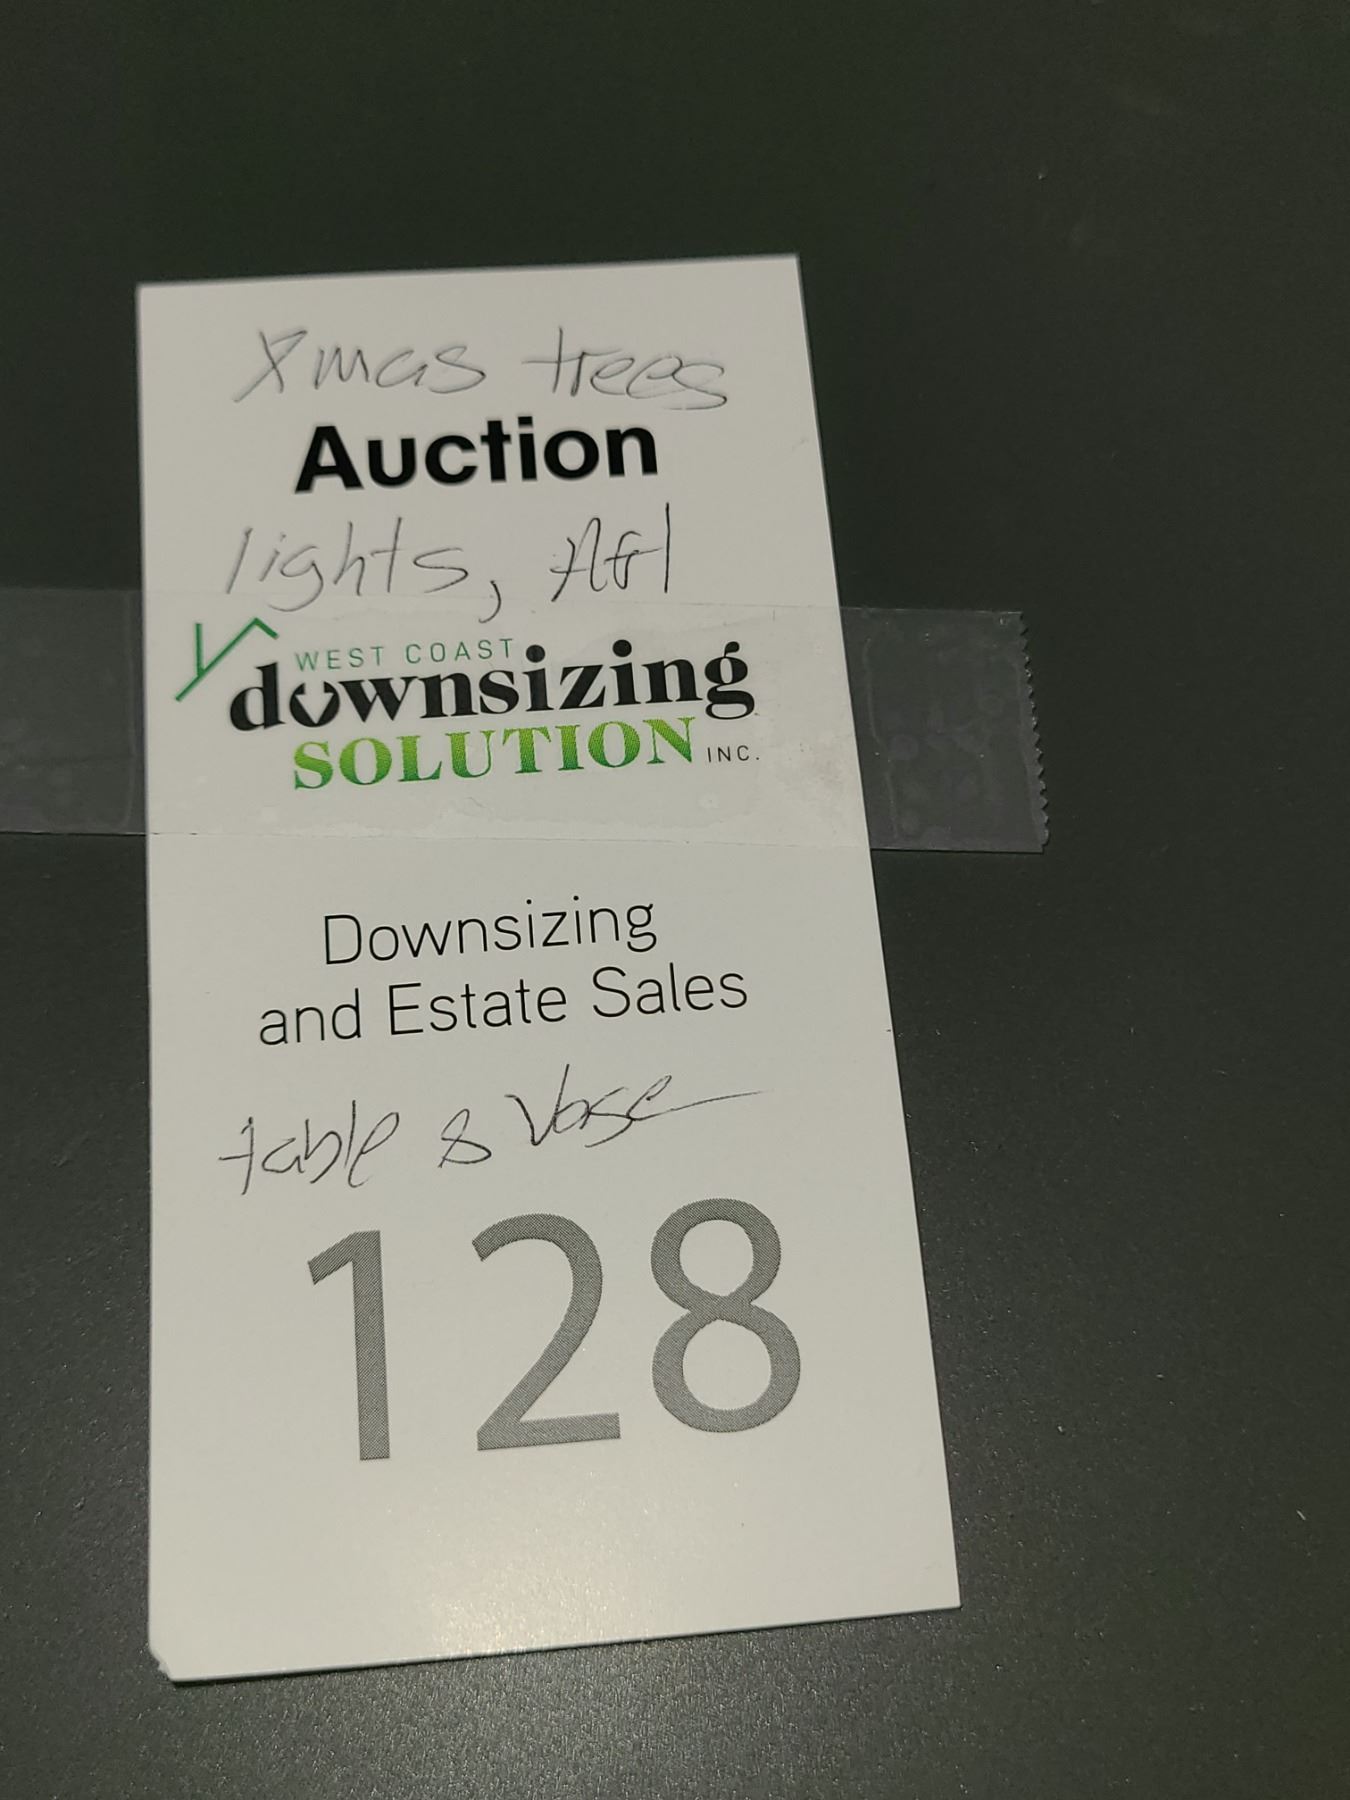 Xmas trees
Auction
lights,
WEST COAST
downsizing
SOLUTION INC.
Downsizing
and Estate Sales
table & Vase
128